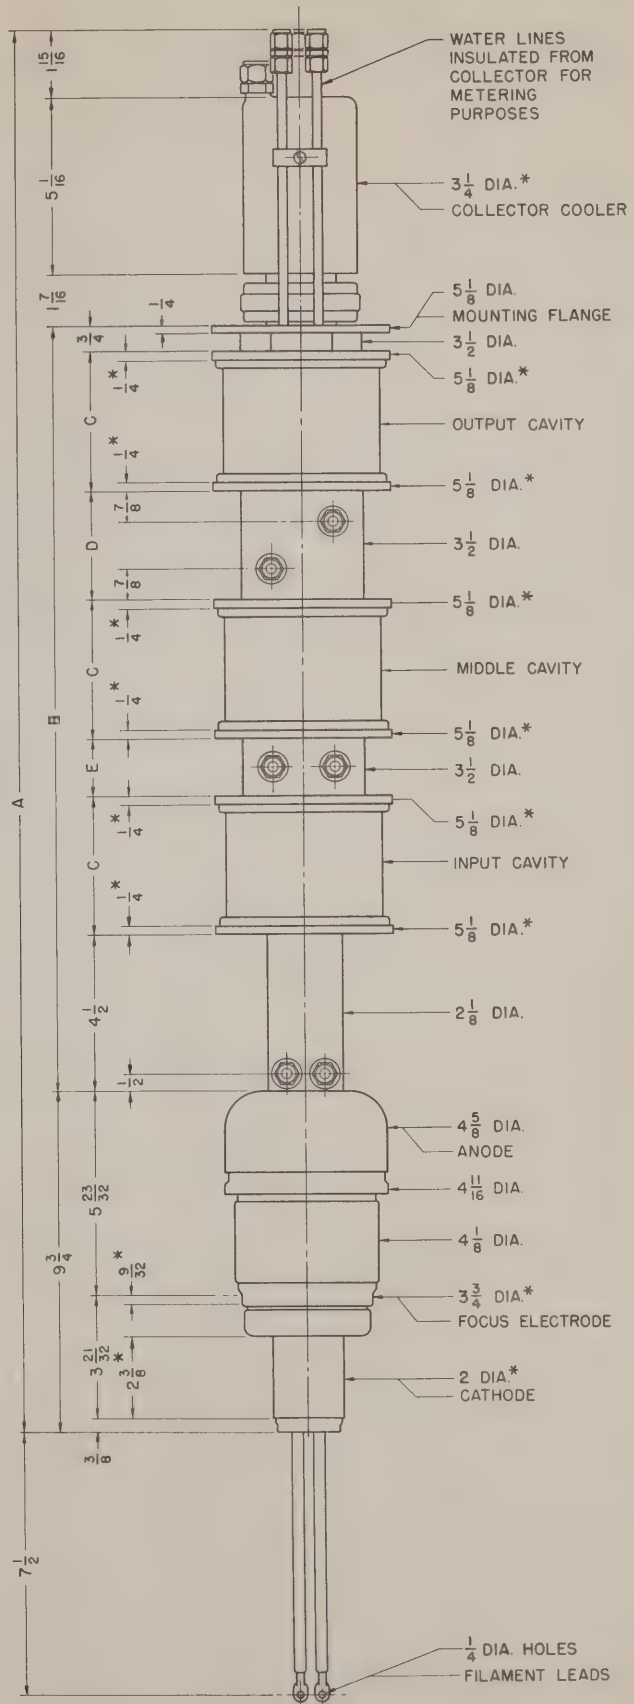 WATER LINES
INSULATED FROM
COLLECTOR FOR
METERING
PURPOSES
3 1/4 DIA.*
COLLECTOR COOLER
5 1/8 DIA.
MOUNTING FLANGE
3 1/2 DIA.
5 1/8 DIA.*
OUTPUT CAVITY
5 1/8 DIA.*
3 1/2 DIA.
5 1/8 DIA.*
MIDDLE CAVITY
5 1/8 DIA.*
3 1/2 DIA.
5 1/8 DIA.*
INPUT CAVITY
5 1/8 DIA.*
2 1/8 DIA.
4 5/8 DIA.
ANODE
4 11/16 DIA.
4 1/8 DIA.
3 3/4 DIA.*
FOCUS ELECTRODE
2 DIA.*
CATHODE
1/4 DIA. HOLES
FILAMENT LEADS
1 15/16
5 1/16
1 7/16
1/4
3/4
1/4*
C
1/4*
7/8
D
7/8
1/4*
C
1/4*
B
E
A
1/4*
C
1/4*
4 1/2
1/2
5 23/32
9 3/4
9/32*
3 21/32
2 3/8*
3/8
7 1/2